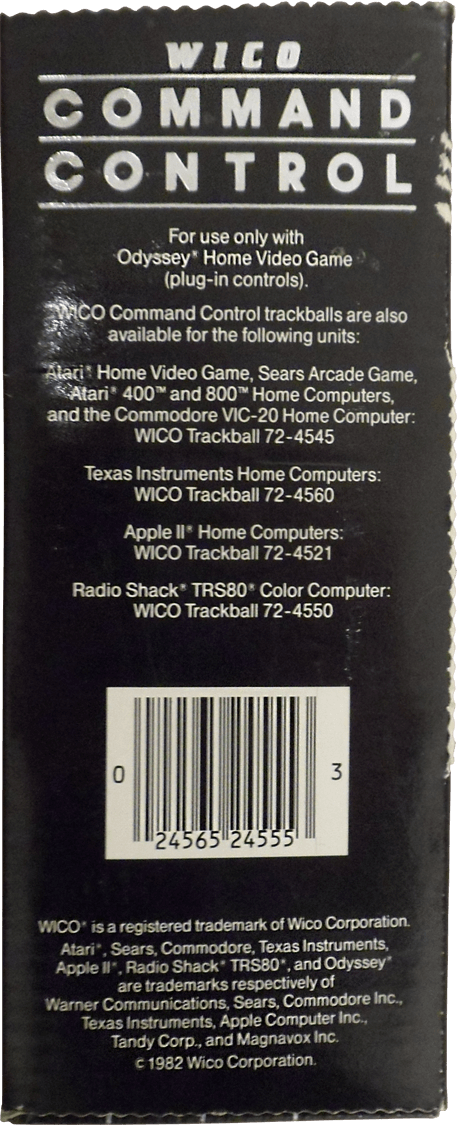 WICO
COMMAND
CONTROL
For use only with
Odyssey® Home Video Game
(plug-in controls).
WICO Command Control trackballs are also
available for the following units:
Atari® Home Video Game, Sears Arcade Game,
Atari® 400™ and 800™ Home Computers,
and the Commodore VIC-20 Home Computer:
WICO Trackball 72-4545
Texas Instruments Home Computers:
WICO Trackball 72-4560
Apple II® Home Computers:
WICO Trackball 72-4521
Radio Shack® TRS80® Color Computer:
WICO Trackball 72-4550
0 24565 24555 3
WICO® is a registered trademark of Wico Corporation.
Atari®, Sears, Commodore, Texas Instruments,
Apple II®, Radio Shack® TRS80®, and Odyssey®
are trademarks respectively of
Warner Communications, Sears, Commodore Inc.,
Texas Instruments, Apple Computer Inc.,
Tandy Corp., and Magnavox Inc.
© 1982 Wico Corporation.